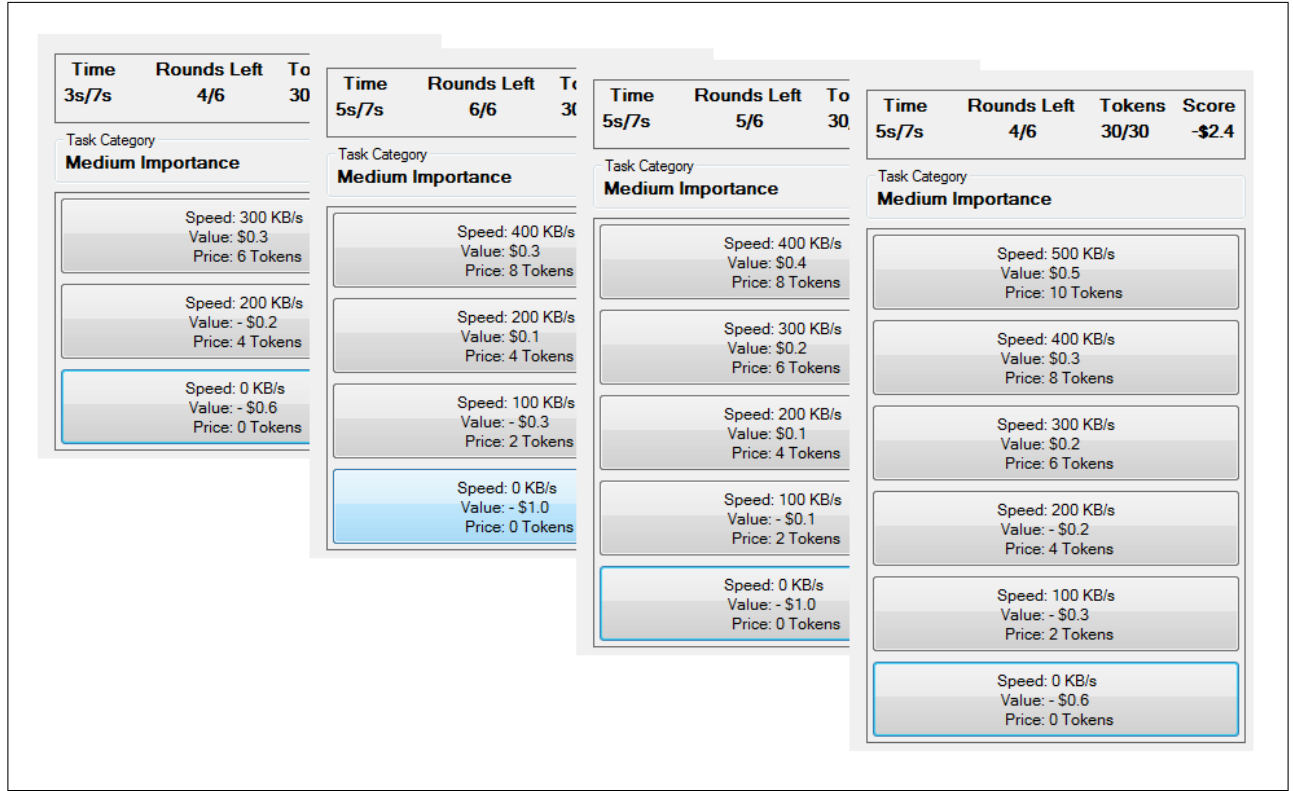 Time Rounds Left To
3s/7s 4/6 30
Task Category
Medium Importance
Speed: 300 KB/s
Value: $0.3
Price: 6 Tokens
Speed: 200 KB/s
Value: - $0.2
Price: 4 Tokens
Speed: 0 KB/s
Value: - $0.6
Price: 0 Tokens
Time Rounds Left To
5s/7s 6/6 30
Task Category
Medium Importance
Speed: 400 KB/s
Value: $0.3
Price: 8 Tokens
Speed: 200 KB/s
Value: $0.1
Price: 4 Tokens
Speed: 100 KB/s
Value: - $0.3
Price: 2 Tokens
Speed: 0 KB/s
Value: - $1.0
Price: 0 Tokens
Time Rounds Left To
5s/7s 5/6 30/
Task Category
Medium Importance
Speed: 400 KB/s
Value: $0.4
Price: 8 Tokens
Speed: 300 KB/s
Value: $0.2
Price: 6 Tokens
Speed: 200 KB/s
Value: $0.1
Price: 4 Tokens
Speed: 100 KB/s
Value: - $0.1
Price: 2 Tokens
Speed: 0 KB/s
Value: - $1.0
Price: 0 Tokens
Time Rounds Left Tokens Score
5s/7s 4/6 30/30 -$2.4
Task Category
Medium Importance
Speed: 500 KB/s
Value: $0.5
Price: 10 Tokens
Speed: 400 KB/s
Value: $0.3
Price: 8 Tokens
Speed: 300 KB/s
Value: $0.2
Price: 6 Tokens
Speed: 200 KB/s
Value: - $0.2
Price: 4 Tokens
Speed: 100 KB/s
Value: - $0.3
Price: 2 Tokens
Speed: 0 KB/s
Value: - $0.6
Price: 0 Tokens